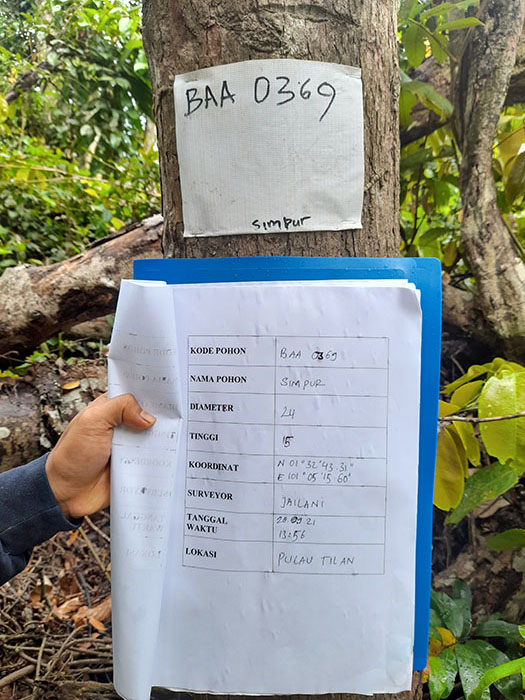 BAA 0369
simpur
KODE POHON BAA 0369
NAMA POHON SIMPUR
DIAMETER 24
TINGGI 15
KOORDINAT N 01°32'43.31"
E 101°05'15.60"
SURVEYOR JAILANI
TANGGAL 20.09.21
WAKTU 13:56
LOKASI PULAU TILAN